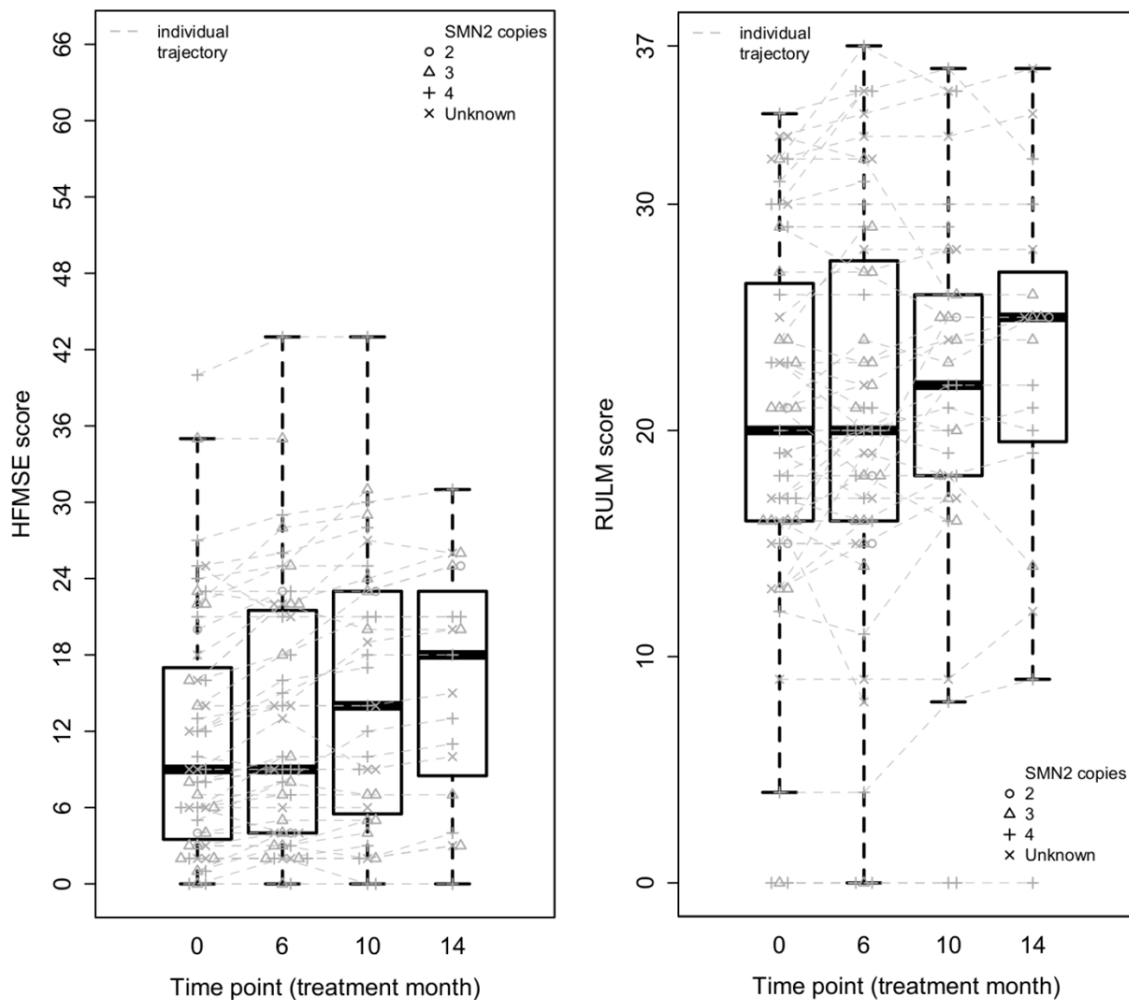 individual
trajectory
SMN2 copies
2
3
4
Unknown
66
60
54
48
42
36
30
24
18
12
6
0
HFMSE score
0 6 10 14
Time point (treatment month)
individual
trajectory
37
30
20
10
0
RULM score
SMN2 copies
2
3
4
Unknown
0 6 10 14
Time point (treatment month)